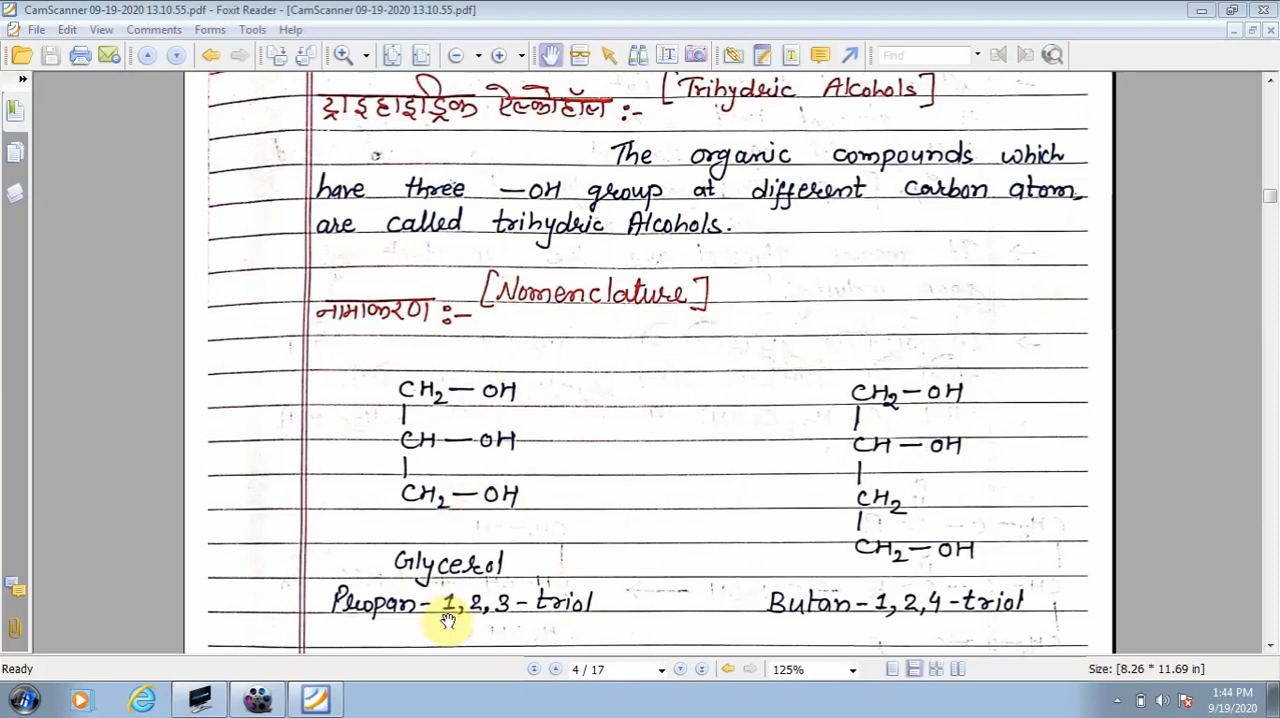 CamScanner 09-19-2020 13.10.55.pdf - Foxit Reader - [CamScanner 09-19-2020 13.10.55.pdf]
File Edit View Comments Forms Tools Help
Find
[Trihydric Alcohols]
ट्राइहाइड्रिक ऐल्कोहॉल :-
The organic compounds which
have three -OH group at different carbon atom
are called trihydric Alcohols.
[Nomenclature]
नामाकरण :-
CH2-OH CH2-OH
CH-OH CH-OH
CH2-OH CH2
CH2-OH
Glycerol
Propan-1,2,3-triol Butan-1,2,4-triol
Ready 4 / 17 125% Size: [8.26 * 11.69 in]
1:44 PM
9/19/2020